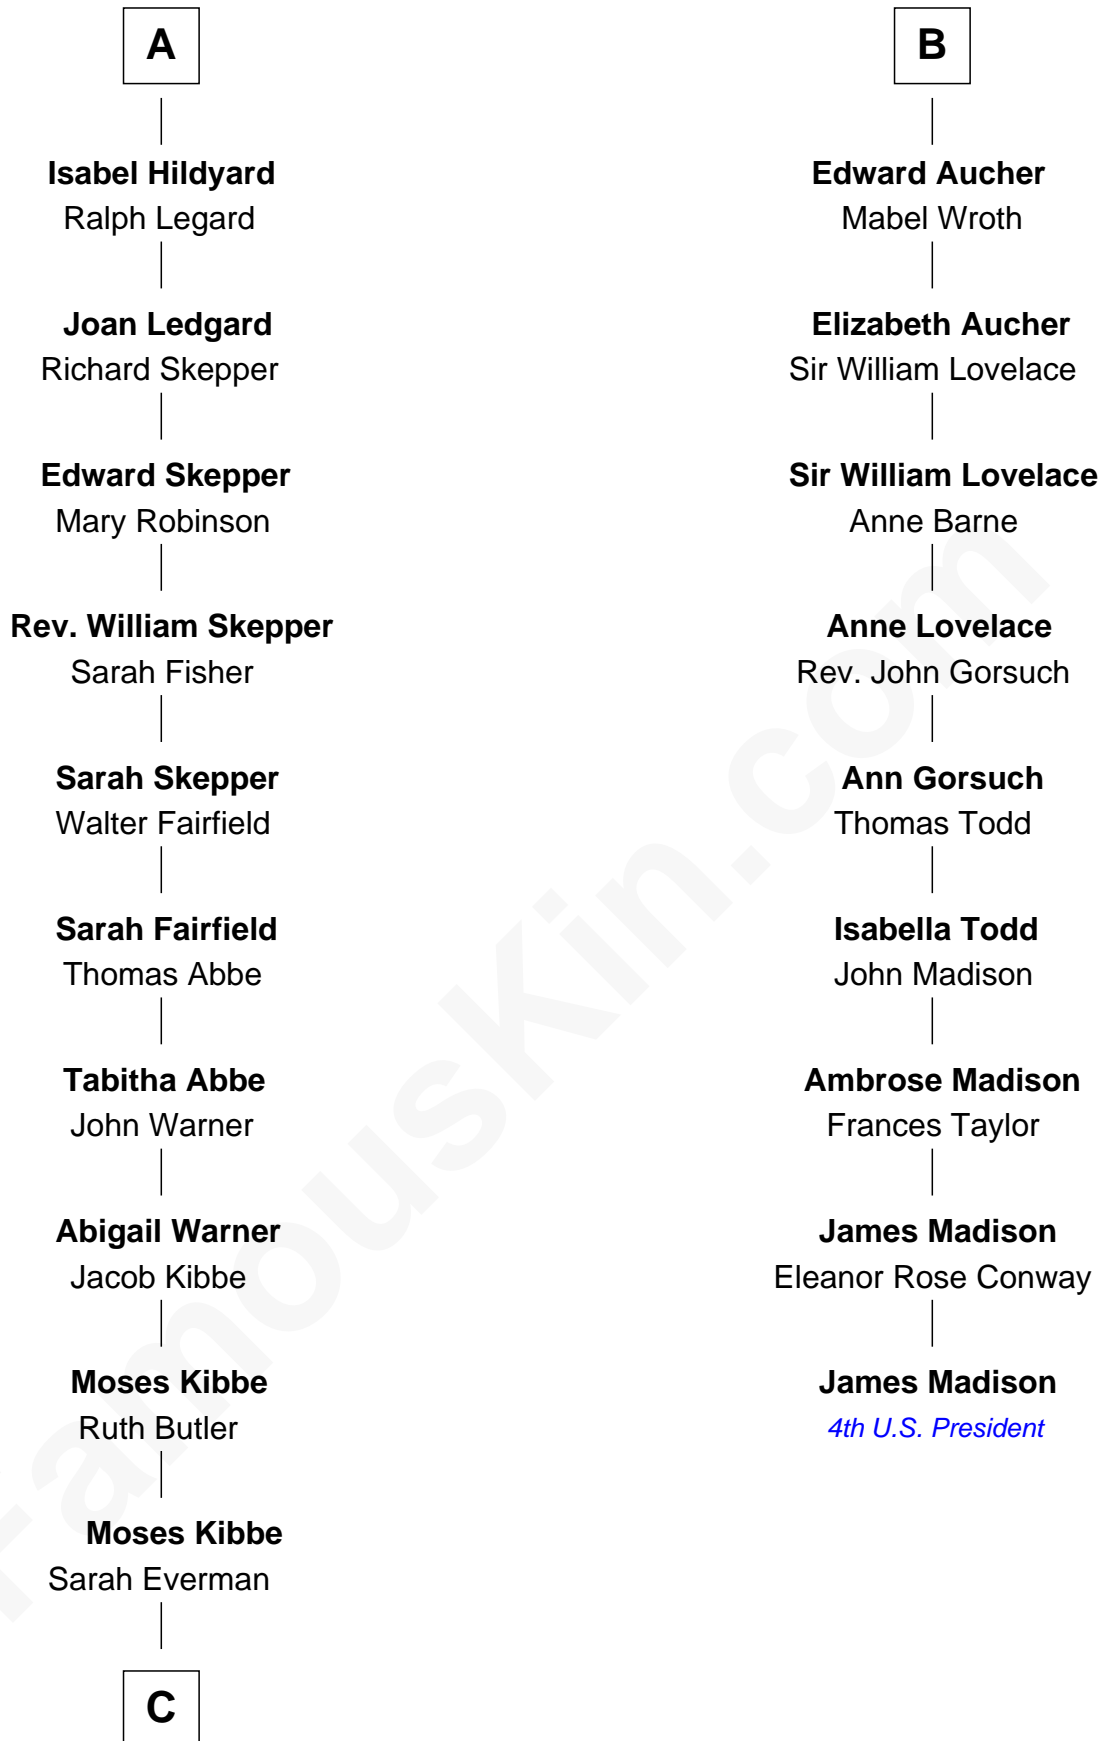 A
Isabel Hildyard
Ralph Legard
Joan Ledgard
Richard Skepper
Edward Skepper
Mary Robinson
Rev. William Skepper
Sarah Fisher
Sarah Skepper
Walter Fairfield
Sarah Fairfield
Thomas Abbe
Tabitha Abbe
John Warner
Abigail Warner
Jacob Kibbe
Moses Kibbe
Ruth Butler
Moses Kibbe
Sarah Everman
C
B
Edward Aucher
Mabel Wroth
Elizabeth Aucher
Sir William Lovelace
Sir William Lovelace
Anne Barne
Anne Lovelace
Rev. John Gorsuch
Ann Gorsuch
Thomas Todd
Isabella Todd
John Madison
Ambrose Madison
Frances Taylor
James Madison
Eleanor Rose Conway
James Madison
4th U.S. President
FamousKin.com